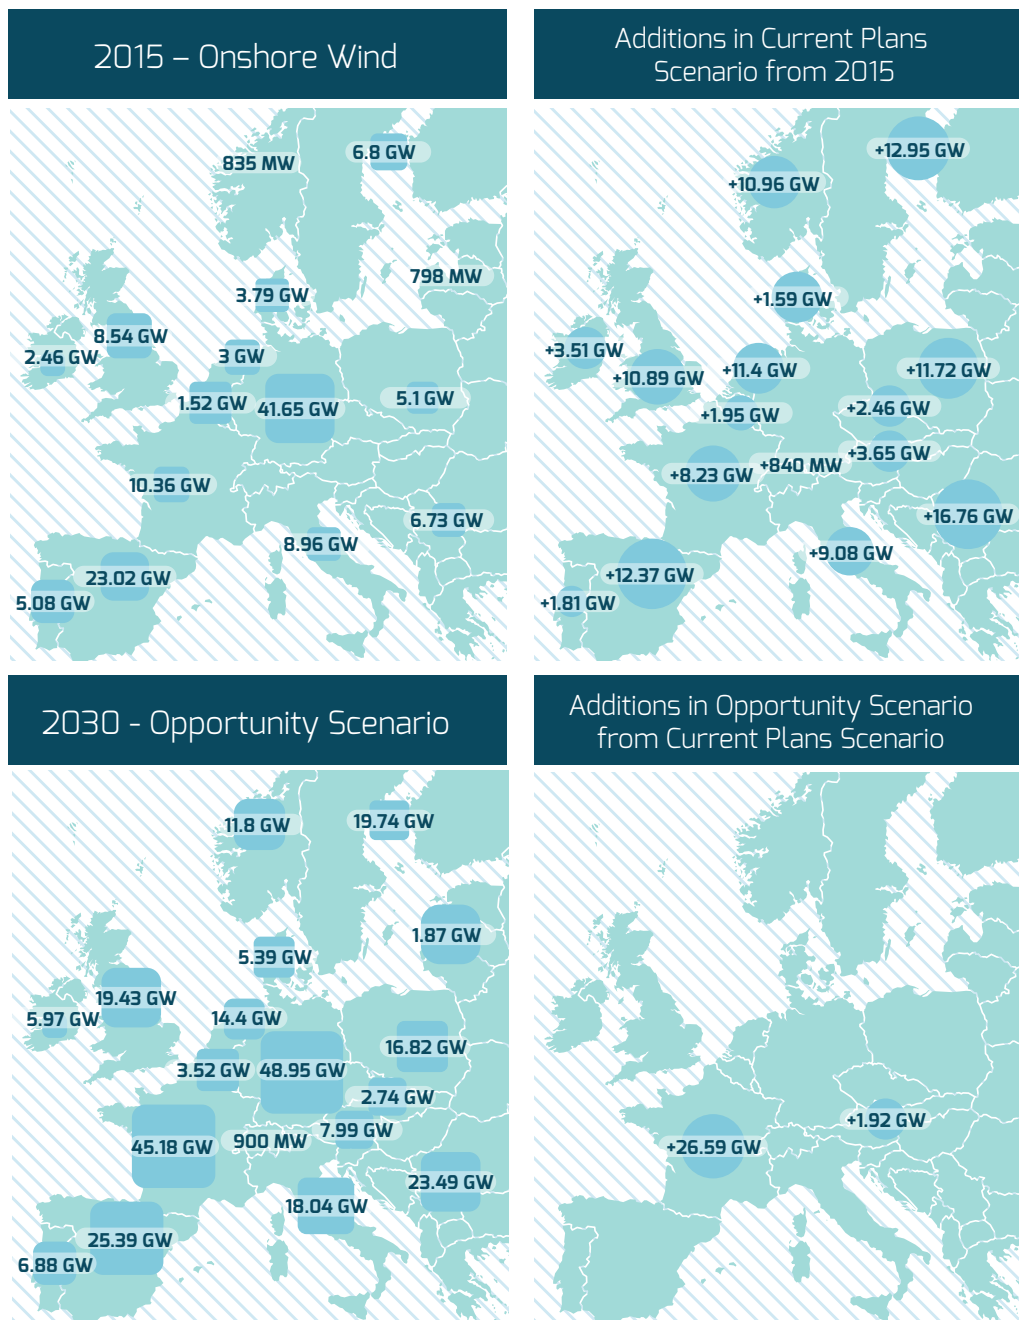 2015 – Onshore Wind
835 MW
6.8 GW
798 MW
3.79 GW
8.54 GW
2.46 GW
3 GW
1.52 GW
41.65 GW
5.1 GW
10.36 GW
6.73 GW
8.96 GW
23.02 GW
5.08 GW
Additions in Current Plans
Scenario from 2015
+12.95 GW
+10.96 GW
+1.59 GW
+3.51 GW
+10.89 GW
+11.4 GW
+11.72 GW
+1.95 GW
+2.46 GW
+3.65 GW
+840 MW
+8.23 GW
+16.76 GW
+9.08 GW
+12.37 GW
+1.81 GW
2030 - Opportunity Scenario
11.8 GW
19.74 GW
1.87 GW
5.39 GW
19.43 GW
5.97 GW
14.4 GW
16.82 GW
3.52 GW
48.95 GW
2.74 GW
7.99 GW
900 MW
45.18 GW
23.49 GW
18.04 GW
25.39 GW
6.88 GW
Additions in Opportunity Scenario
from Current Plans Scenario
+1.92 GW
+26.59 GW